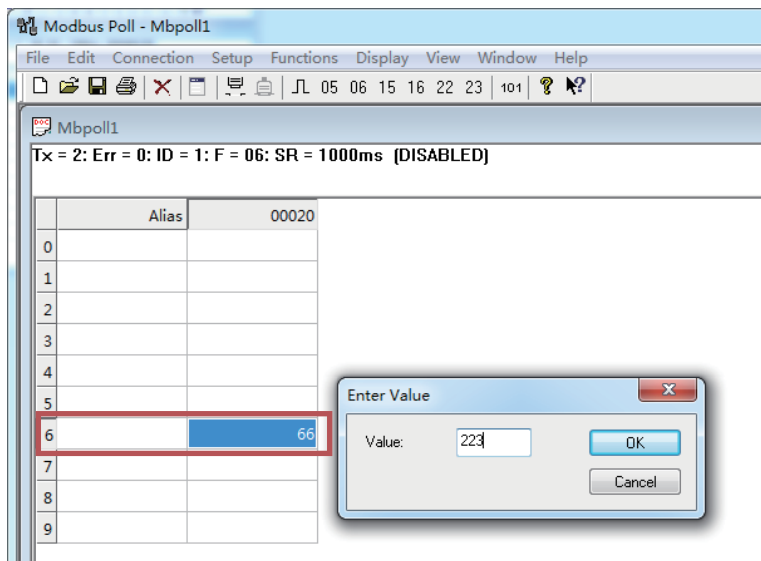 Modbus Poll - Mbpoll1
File Edit Connection Setup Functions Display View Window Help
05 06 15 16 22 23 101
Mbpoll1
Tx = 2: Err = 0: ID = 1: F = 06: SR = 1000ms (DISABLED)
Alias 00020
0
1
2
3
4
5
6 66
7
8
9
Enter Value
Value: 223 OK
Cancel